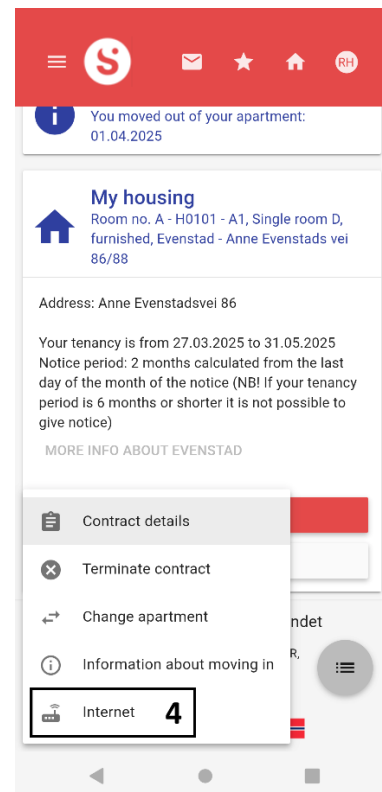 S
RH
You moved out of your apartment:
01.04.2025
My housing
Room no. A - H0101 - A1, Single room D,
furnished, Evenstad - Anne Evenstads vei
86/88
Address: Anne Evenstadsvei 86
Your tenancy is from 27.03.2025 to 31.05.2025
Notice period: 2 months calculated from the last
day of the month of the notice (NB! If your tenancy
period is 6 months or shorter it is not possible to
give notice)
MORE INFO ABOUT EVENSTAD
Contract details
Terminate contract
Change apartment
ndet
Information about moving in
R,
Internet 4